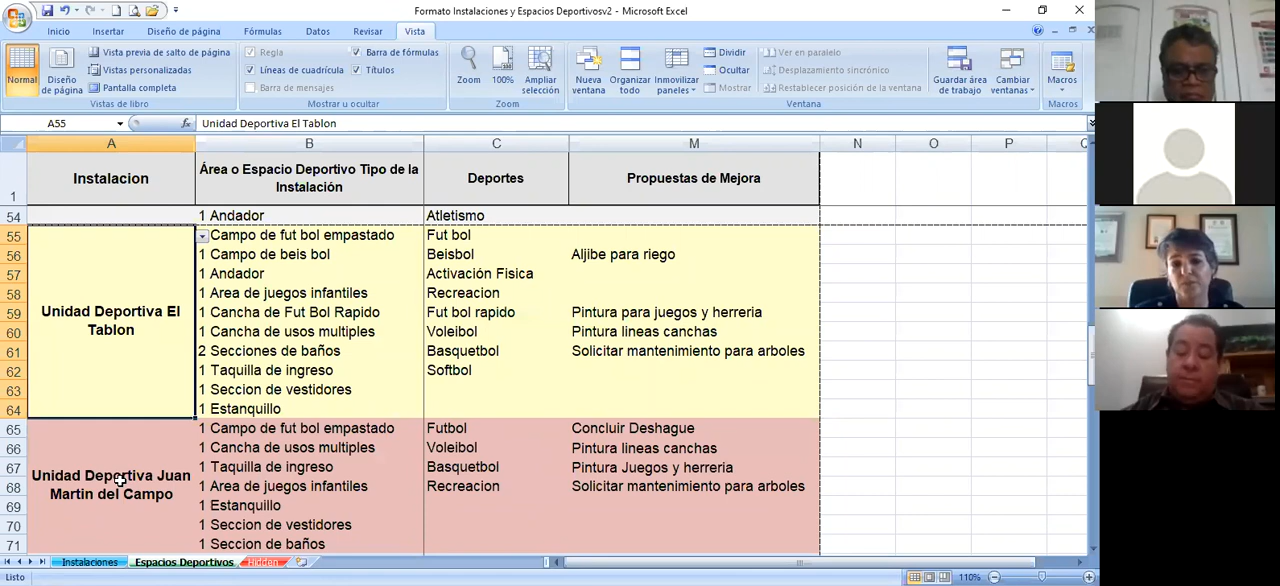 Formato Instalaciones y Espacios Deportivosv2 - Microsoft Excel
Inicio Insertar Diseño de página Fórmulas Datos Revisar Vista
Normal
Diseño de página
Vista previa de salto de página
Vistas personalizadas
Pantalla completa
Vistas de libro
Regla
Líneas de cuadrícula
Barra de mensajes
Barra de fórmulas
Títulos
Mostrar u ocultar
Zoom
100%
Ampliar selección
Zoom
Nueva ventana
Organizar todo
Inmovilizar paneles
Dividir
Ocultar
Mostrar
Ver en paralelo
Desplazamiento sincrónico
Restablecer posición de la ventana
Guardar área de trabajo
Cambiar ventanas
Ventana
Macros
Macros
A55 fx Unidad Deportiva El Tablon
A B C M N O P
1 Instalacion Área o Espacio Deportivo Tipo de la Instalación Deportes Propuestas de Mejora
54 1 Andador Atletismo
55 1 Campo de fut bol empastado Fut bol
56 1 Campo de beis bol Beisbol Aljibe para riego
57 1 Andador Activación Fisica
58 1 Area de juegos infantiles Recreacion
59 1 Cancha de Fut Bol Rapido Fut bol rapido Pintura para juegos y herreria
Unidad Deportiva El Tablon
60 1 Cancha de usos multiples Voleibol Pintura lineas canchas
61 2 Secciones de baños Basquetbol Solicitar mantenimiento para arboles
62 1 Taquilla de ingreso Softbol
63 1 Seccion de vestidores
64 1 Estanquillo
65 1 Campo de fut bol empastado Futbol Concluir Deshague
66 1 Cancha de usos multiples Voleibol Pintura lineas canchas
67 1 Taquilla de ingreso Basquetbol Pintura Juegos y herreria
Unidad Deportiva Juan Martin del Campo
68 1 Area de juegos infantiles Recreacion Solicitar mantenimiento para arboles
69 1 Estanquillo
70 1 Seccion de vestidores
71 1 Seccion de baños
Instalaciones Espacios Deportivos Hidden
Listo 110%